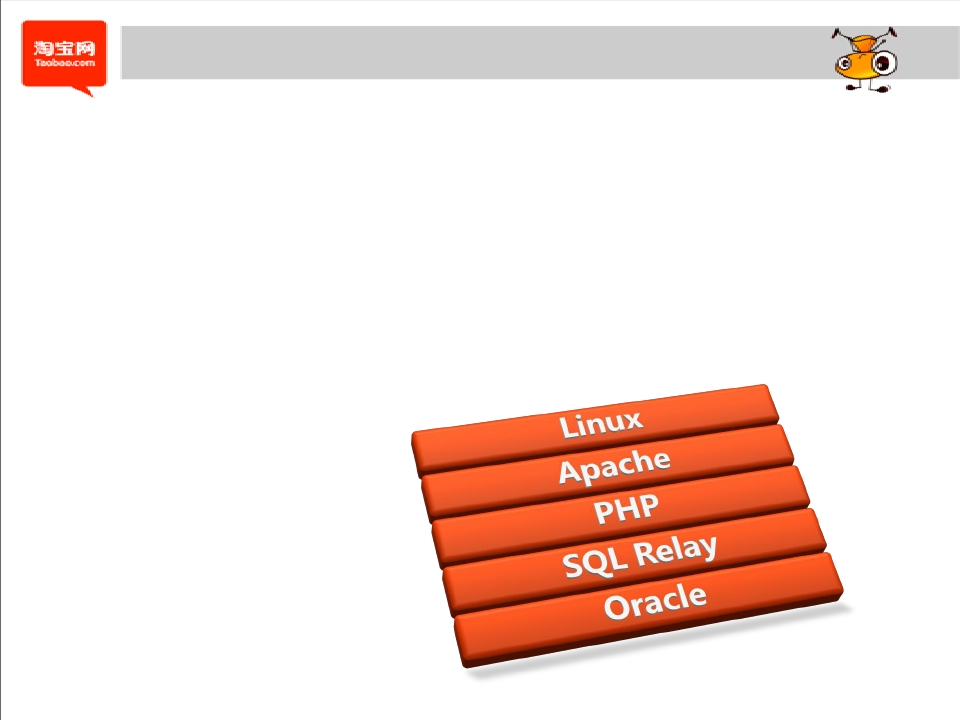 淘宝网
Taobao.com
Linux
Apache
PHP
SQL Relay
Oracle